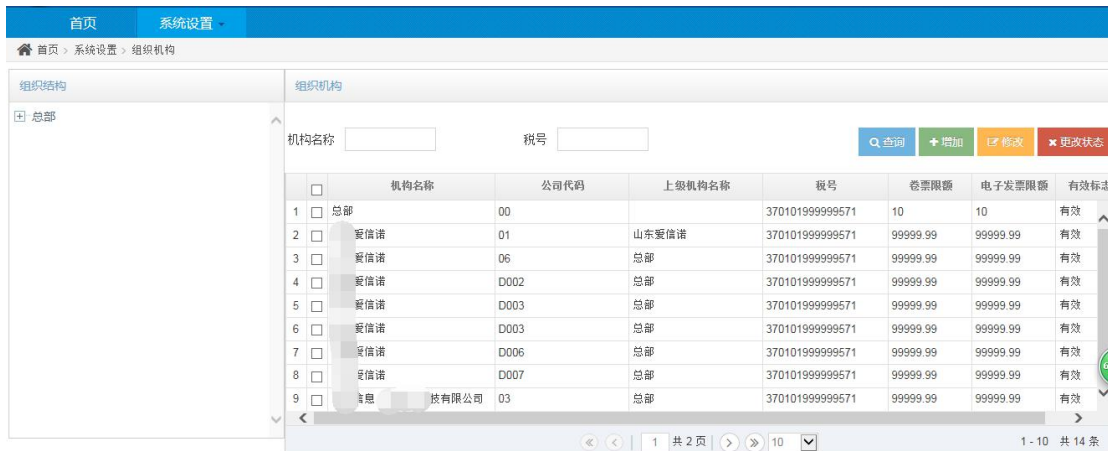 首页 系统设置
首页 > 系统设置 > 组织机构
组织结构
总部
组织机构
机构名称 税号 查询 增加 修改 更改状态
机构名称 公司代码 上级机构名称 税号 卷票限额 电子发票限额 有效标志
1 总部 00 370101999999571 10 10 有效
2 爱信诺 01 山东爱信诺 370101999999571 99999.99 99999.99 有效
3 爱信诺 06 总部 370101999999571 99999.99 99999.99 有效
4 爱信诺 D002 总部 370101999999571 99999.99 99999.99 有效
5 爱信诺 D003 总部 370101999999571 99999.99 99999.99 有效
6 爱信诺 D003 总部 370101999999571 99999.99 99999.99 有效
7 爱信诺 D006 总部 370101999999571 99999.99 99999.99 有效
8 爱信诺 D007 总部 370101999999571 99999.99 99999.99 有效
9 信息 技有限公司 03 总部 370101999999571 99999.99 99999.99 有效
1 共 2 页 10 1 - 10 共 14 条